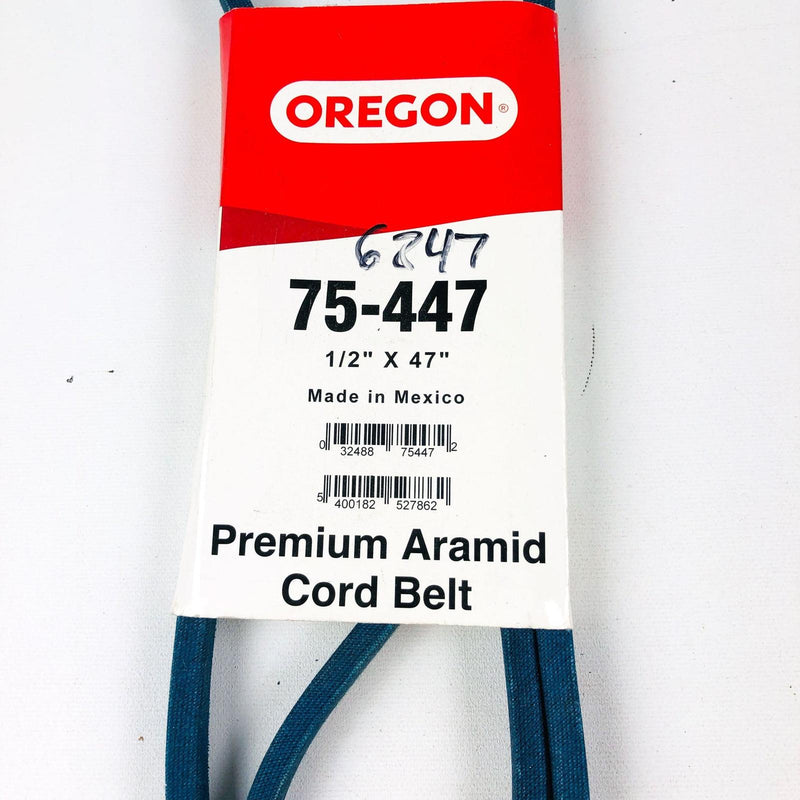 OREGON®
6247
75-447
1/2" X 47"
Made in Mexico
0 32488 75447 2
5 400182 527862
Premium Aramid
Cord Belt